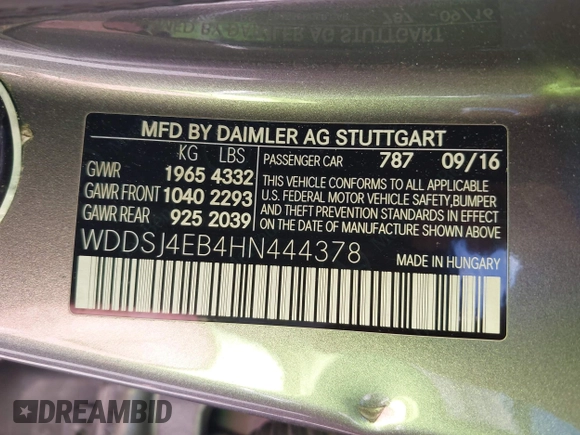 MFD BY DAIMLER AG STUTTGART
KG LBS
PASSENGER CAR 787 09/16
GVWR 1965 4332
GAWR FRONT 1040 2293
GAWR REAR 925 2039
THIS VEHICLE CONFORMS TO ALL APPLICABLE
U.S. FEDERAL MOTOR VEHICLE SAFETY,BUMPER
AND THEFT PREVENTION STANDARDS IN EFFECT
ON THE DATE OF MANUFACTURE SHOWN ABOVE.
WDDSJ4EB4HN444378
MADE IN HUNGARY
DREAMBID